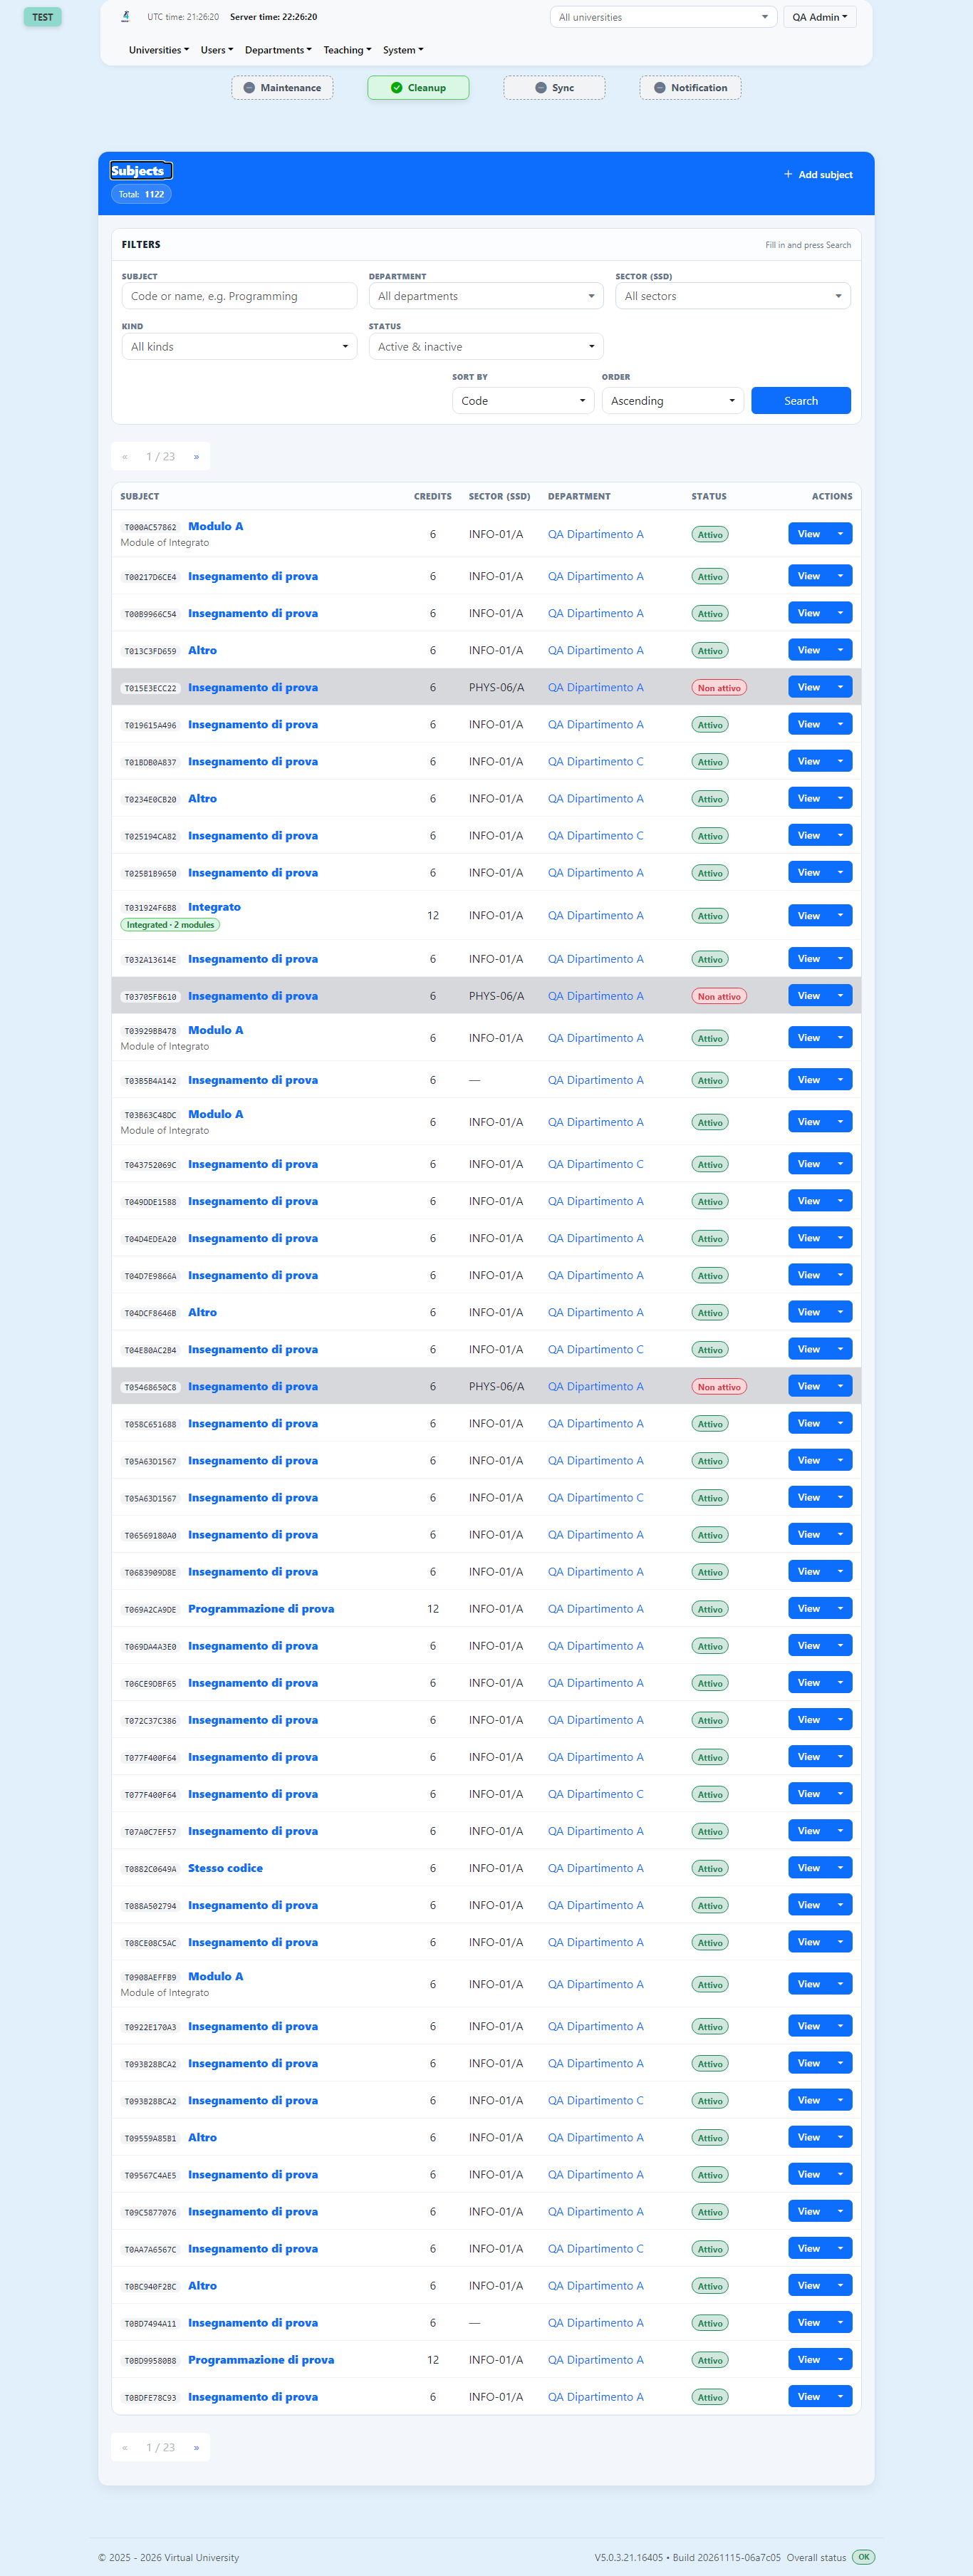 TEST
UTC time: 21:26:20 Server time: 22:26:20
All universities
QA Admin
Universities Users Departments Teaching System
Maintenance Cleanup Sync Notification
Subjects
Total: 1122
+ Add subject
FILTERS
Fill in and press Search
SUBJECT DEPARTMENT SECTOR (SSD)
Code or name, e.g. Programming All departments All sectors
KIND STATUS
All kinds Active & inactive
SORT BY ORDER
Code Ascending Search
« 1 / 23 »
SUBJECT CREDITS SECTOR (SSD) DEPARTMENT STATUS ACTIONS
T000AC57862 Modulo A 6 INFO-01/A QA Dipartimento A Attivo View
Module of Integrato
T00217D6CE4 Insegnamento di prova 6 INFO-01/A QA Dipartimento A Attivo View
T00B9966C54 Insegnamento di prova 6 INFO-01/A QA Dipartimento A Attivo View
T013C3FD659 Altro 6 INFO-01/A QA Dipartimento A Attivo View
T015E3ECC22 Insegnamento di prova 6 PHYS-06/A QA Dipartimento A Non attivo View
T019615A496 Insegnamento di prova 6 INFO-01/A QA Dipartimento A Attivo View
T01BDB0A837 Insegnamento di prova 6 INFO-01/A QA Dipartimento C Attivo View
T0234E0CB20 Altro 6 INFO-01/A QA Dipartimento A Attivo View
T025194CA82 Insegnamento di prova 6 INFO-01/A QA Dipartimento C Attivo View
T025B1B9650 Insegnamento di prova 6 INFO-01/A QA Dipartimento A Attivo View
T031924F6B8 Integrato 12 INFO-01/A QA Dipartimento A Attivo View
Integrated · 2 modules
T032A13614E Insegnamento di prova 6 INFO-01/A QA Dipartimento A Attivo View
T03705FB610 Insegnamento di prova 6 PHYS-06/A QA Dipartimento A Non attivo View
T03929BB478 Modulo A 6 INFO-01/A QA Dipartimento A Attivo View
Module of Integrato
T03B5B4A142 Insegnamento di prova 6 — QA Dipartimento A Attivo View
T03B63C48DC Modulo A 6 INFO-01/A QA Dipartimento A Attivo View
Module of Integrato
T043752069C Insegnamento di prova 6 INFO-01/A QA Dipartimento C Attivo View
T049DDE1588 Insegnamento di prova 6 INFO-01/A QA Dipartimento A Attivo View
T04D4EDEA20 Insegnamento di prova 6 INFO-01/A QA Dipartimento A Attivo View
T04D7E9866A Insegnamento di prova 6 INFO-01/A QA Dipartimento A Attivo View
T04DCF8646B Altro 6 INFO-01/A QA Dipartimento A Attivo View
T04E80AC2B4 Insegnamento di prova 6 INFO-01/A QA Dipartimento C Attivo View
T05468650C8 Insegnamento di prova 6 PHYS-06/A QA Dipartimento A Non attivo View
T058C651688 Insegnamento di prova 6 INFO-01/A QA Dipartimento A Attivo View
T05A63D1567 Insegnamento di prova 6 INFO-01/A QA Dipartimento A Attivo View
T05A63D1567 Insegnamento di prova 6 INFO-01/A QA Dipartimento C Attivo View
T06569180A0 Insegnamento di prova 6 INFO-01/A QA Dipartimento A Attivo View
T0683909D8E Insegnamento di prova 6 INFO-01/A QA Dipartimento A Attivo View
T069A2CA9DE Programmazione di prova 12 INFO-01/A QA Dipartimento A Attivo View
T069DA4A3E0 Insegnamento di prova 6 INFO-01/A QA Dipartimento A Attivo View
T06CE9DBF65 Insegnamento di prova 6 INFO-01/A QA Dipartimento A Attivo View
T072C37C386 Insegnamento di prova 6 INFO-01/A QA Dipartimento A Attivo View
T077F400F64 Insegnamento di prova 6 INFO-01/A QA Dipartimento A Attivo View
T077F400F64 Insegnamento di prova 6 INFO-01/A QA Dipartimento C Attivo View
T07A0C7EF57 Insegnamento di prova 6 INFO-01/A QA Dipartimento A Attivo View
T0882C0649A Stesso codice 6 INFO-01/A QA Dipartimento A Attivo View
T088A502794 Insegnamento di prova 6 INFO-01/A QA Dipartimento A Attivo View
T08CE08C5AC Insegnamento di prova 6 INFO-01/A QA Dipartimento A Attivo View
T0908AEFFB9 Modulo A 6 INFO-01/A QA Dipartimento A Attivo View
Module of Integrato
T0922E170A3 Insegnamento di prova 6 INFO-01/A QA Dipartimento A Attivo View
T093B28BCA2 Insegnamento di prova 6 INFO-01/A QA Dipartimento A Attivo View
T093B28BCA2 Insegnamento di prova 6 INFO-01/A QA Dipartimento C Attivo View
T09559A85B1 Altro 6 INFO-01/A QA Dipartimento A Attivo View
T09567C4AE5 Insegnamento di prova 6 INFO-01/A QA Dipartimento A Attivo View
T09C5877076 Insegnamento di prova 6 INFO-01/A QA Dipartimento A Attivo View
T0AA7A6567C Insegnamento di prova 6 INFO-01/A QA Dipartimento C Attivo View
T0BC940F2BC Altro 6 INFO-01/A QA Dipartimento A Attivo View
T0BD7494A11 Insegnamento di prova 6 — QA Dipartimento A Attivo View
T0BD99580B8 Programmazione di prova 12 INFO-01/A QA Dipartimento A Attivo View
T0BDFE78C93 Insegnamento di prova 6 INFO-01/A QA Dipartimento A Attivo View
« 1 / 23 »
© 2025 - 2026 Virtual University
V5.0.3.21.16405 • Build 20261115-06a7c05 Overall status OK